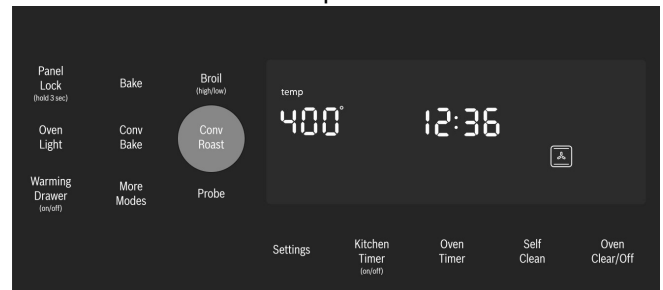 Panel
Lock
(hold 3 sec)
Bake
Broil
(high/low)
Oven
Light
Conv
Bake
Conv
Roast
Warming
Drawer
(on/off)
More
Modes
Probe
temp
400° 12:36
Settings
Kitchen
Timer
(on/off)
Oven
Timer
Self
Clean
Oven
Clear/Off